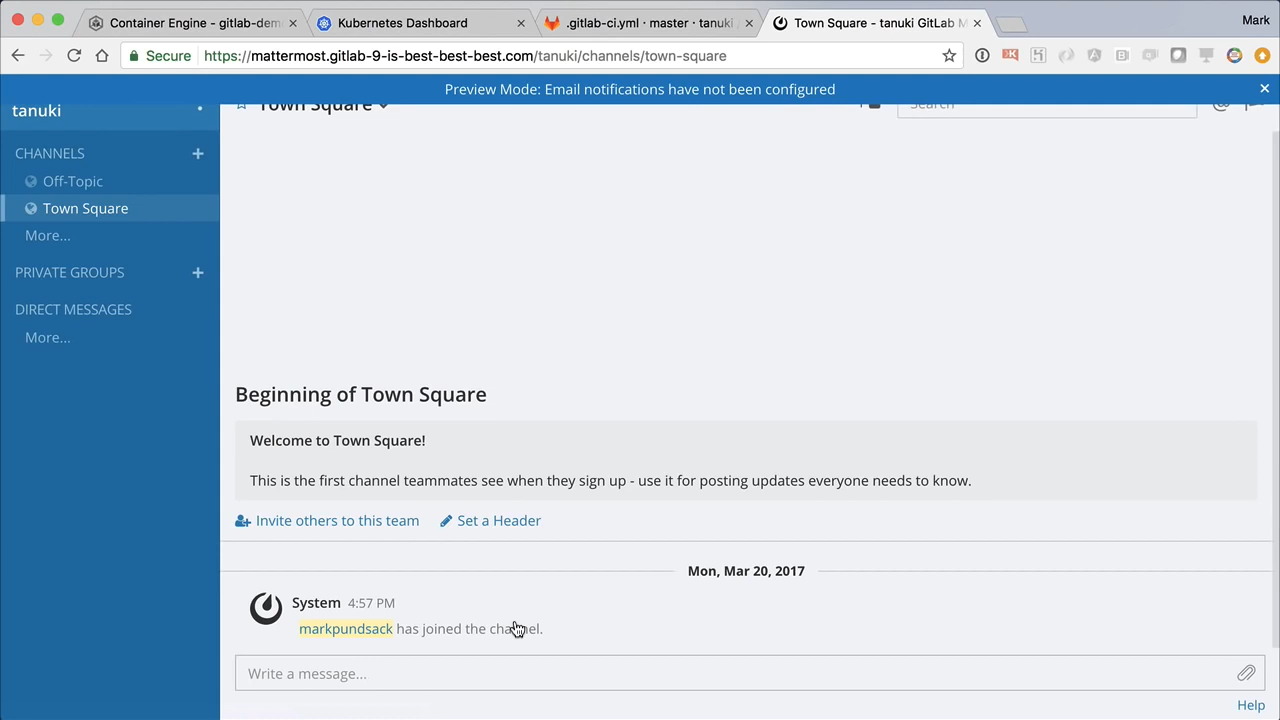 Container Engine - gitlab-dem
Kubernetes Dashboard
.gitlab-ci.yml · master · tanuki
Town Square - tanuki GitLab M
Mark
Secure
https://mattermost.gitlab-9-is-best-best-best.com/tanuki/channels/town-square
Preview Mode: Email notifications have not been configured
tanuki
Town Square
Search
CHANNELS
Off-Topic
Town Square
More...
PRIVATE GROUPS
DIRECT MESSAGES
More...
Beginning of Town Square
Welcome to Town Square!
This is the first channel teammates see when they sign up - use it for posting updates everyone needs to know.
Invite others to this team
Set a Header
Mon, Mar 20, 2017
System 4:57 PM
markpundsack has joined the channel.
Write a message...
Help